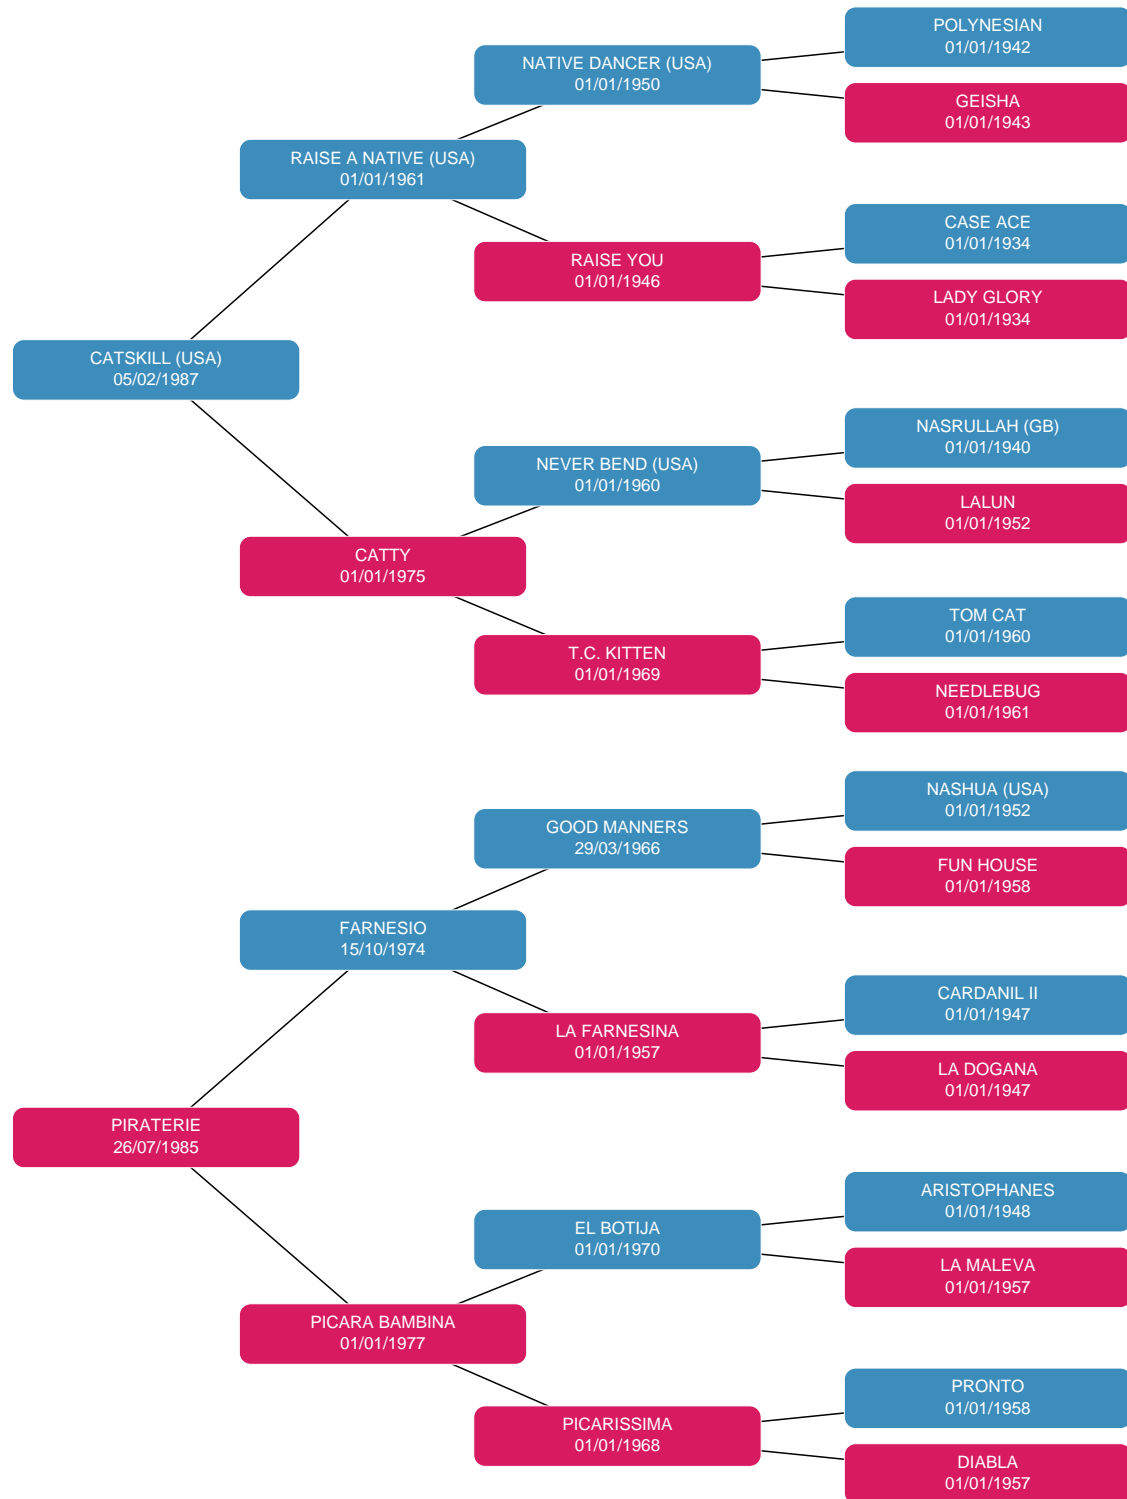 POLYNESIAN
01/01/1942
NATIVE DANCER (USA)
01/01/1950
GEISHA
01/01/1943
RAISE A NATIVE (USA)
01/01/1961
CASE ACE
01/01/1934
RAISE YOU
01/01/1946
LADY GLORY
01/01/1934
CATSKILL (USA)
05/02/1987
NASRULLAH (GB)
01/01/1940
NEVER BEND (USA)
01/01/1960
LALUN
01/01/1952
CATTY
01/01/1975
TOM CAT
01/01/1960
T.C. KITTEN
01/01/1969
NEEDLEBUG
01/01/1961
NASHUA (USA)
01/01/1952
GOOD MANNERS
29/03/1966
FUN HOUSE
01/01/1958
FARNESIO
15/10/1974
CARDANIL II
01/01/1947
LA FARNESINA
01/01/1957
LA DOGANA
01/01/1947
PIRATERIE
26/07/1985
ARISTOPHANES
01/01/1948
EL BOTIJA
01/01/1970
LA MALEVA
01/01/1957
PICARA BAMBINA
01/01/1977
PRONTO
01/01/1958
PICARISSIMA
01/01/1968
DIABLA
01/01/1957